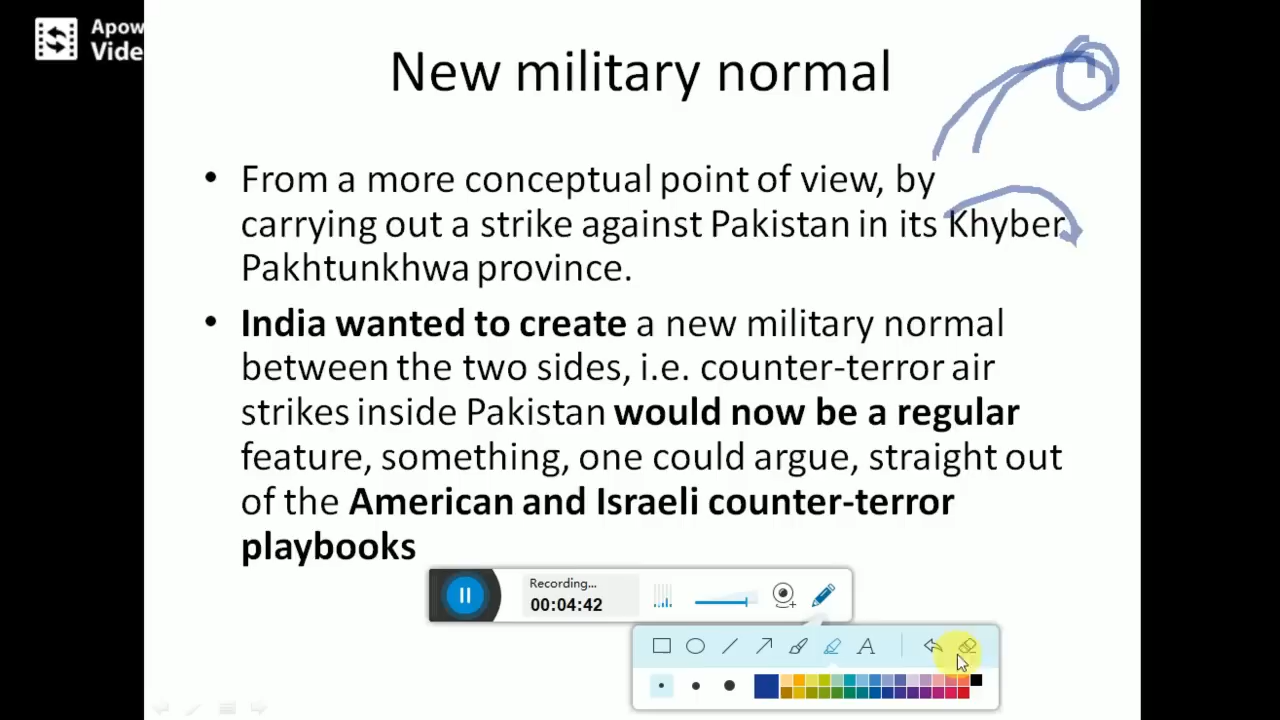 Apow
Vide
New military normal
• From a more conceptual point of view, by
carrying out a strike against Pakistan in its Khyber
Pakhtunkhwa province.
• India wanted to create a new military normal
between the two sides, i.e. counter-terror air
strikes inside Pakistan would now be a regular
feature, something, one could argue, straight out
of the American and Israeli counter-terror
playbooks
Recording...
00:04:42
A